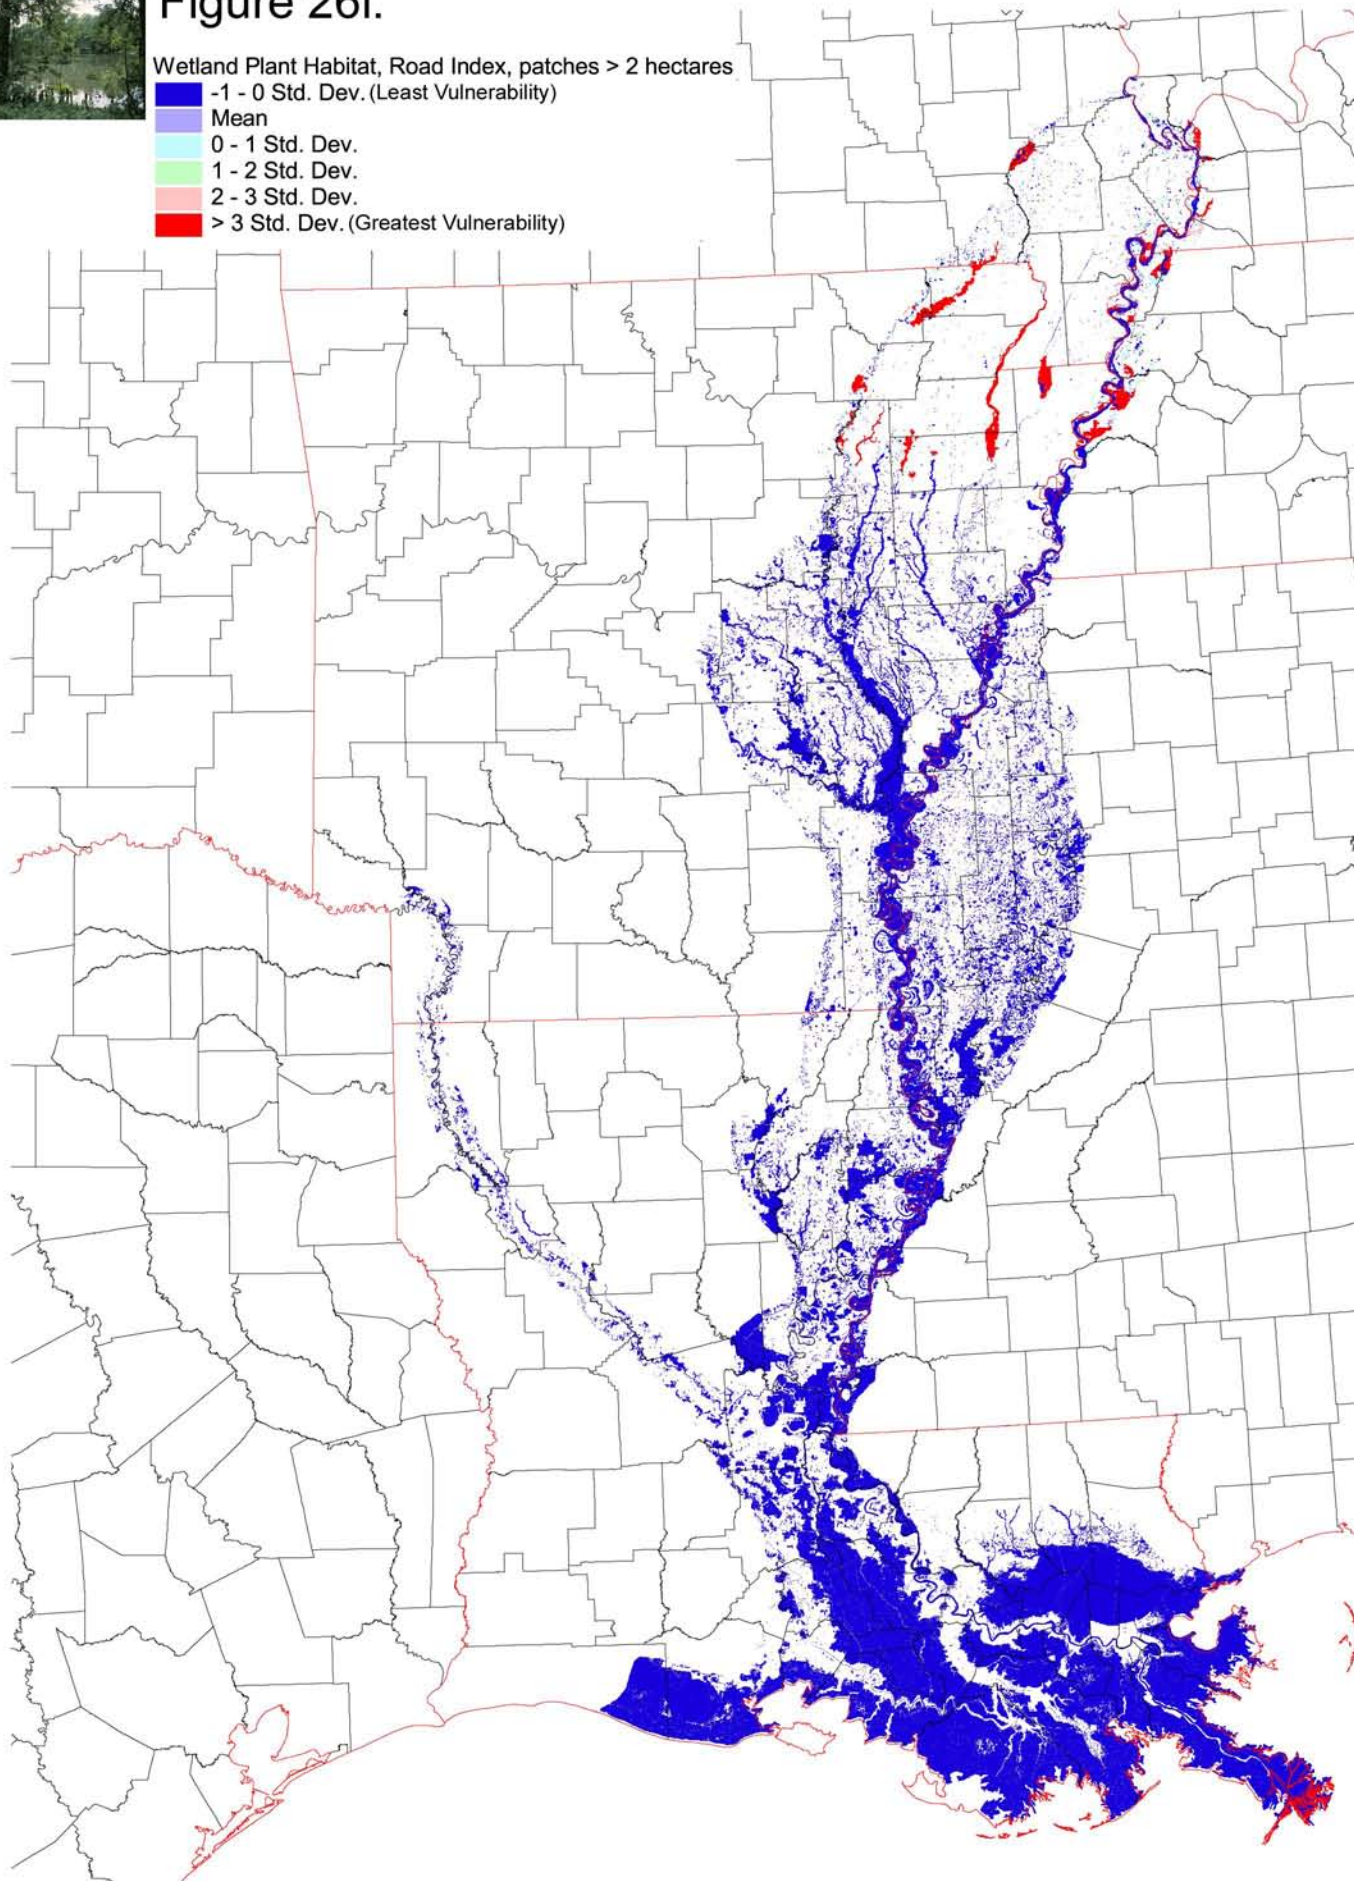 Figure 26i.
Wetland Plant Habitat, Road Index, patches > 2 hectares
-1 - 0 Std. Dev. (Least Vulnerability)
Mean
0 - 1 Std. Dev.
1 - 2 Std. Dev.
2 - 3 Std. Dev.
> 3 Std. Dev. (Greatest Vulnerability)